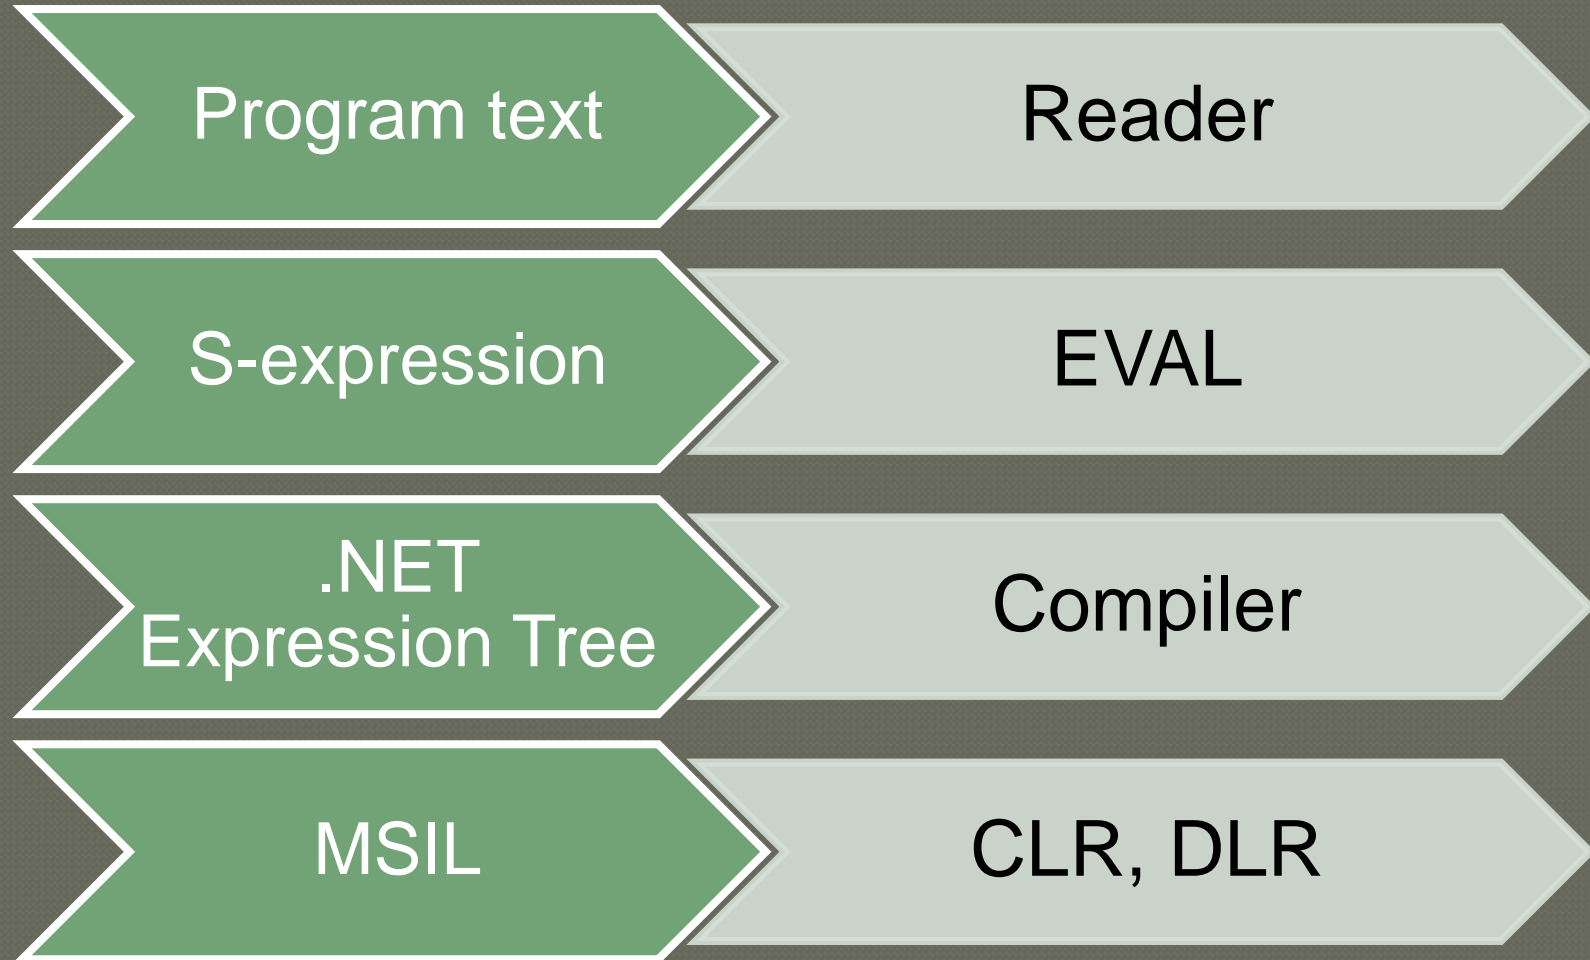 Program text
Reader
S-expression
EVAL
.NET
Expression Tree
Compiler
MSIL
CLR, DLR